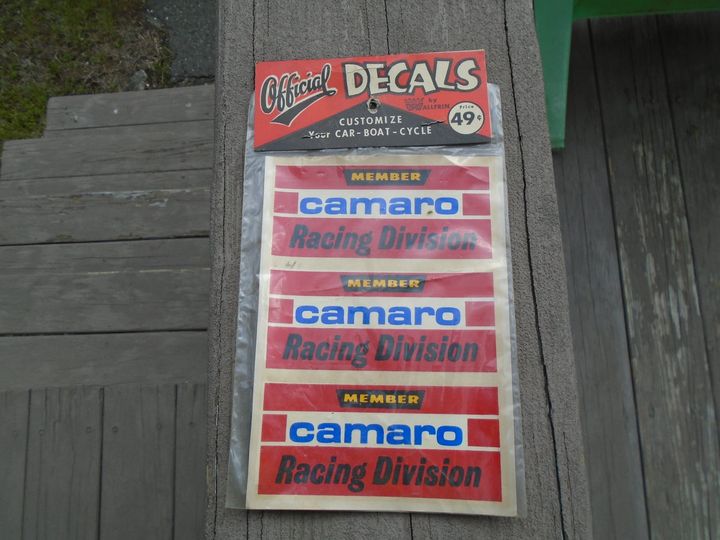 Official DECALS
by
ALLPRIN
Price
49¢
CUSTOMIZE
Your CAR-BOAT-CYCLE
MEMBER
camaro
Racing Division
MEMBER
camaro
Racing Division
MEMBER
camaro
Racing Division